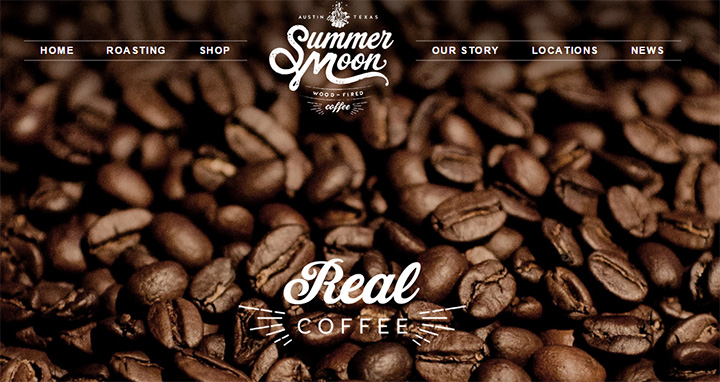 AUSTIN TEXAS
HOME ROASTING SHOP
Summer
Moon
OUR STORY LOCATIONS NEWS
WOOD-FIRED
coffee
Real
COFFEE